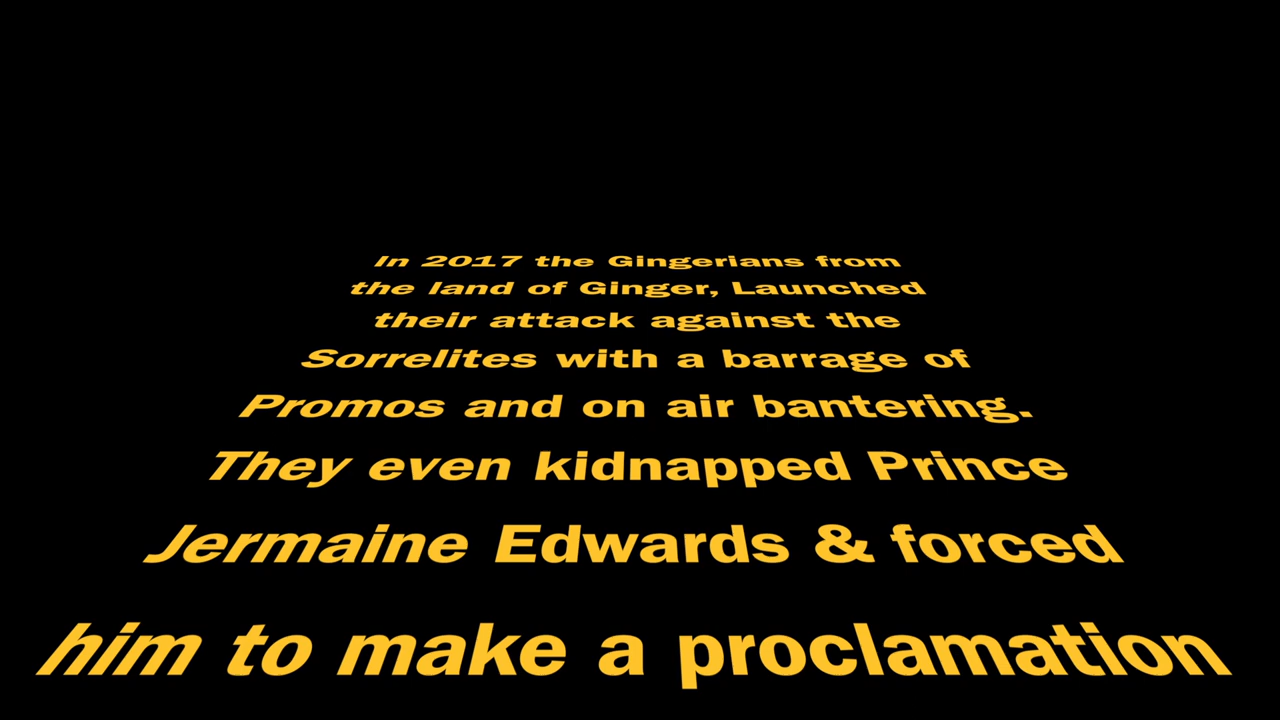 In 2017 the Gingerians from
the land of Ginger, Launched
their attack against the
Sorrelites with a barrage of
Promos and on air bantering.
They even kidnapped Prince
Jermaine Edwards & forced
him to make a proclamation